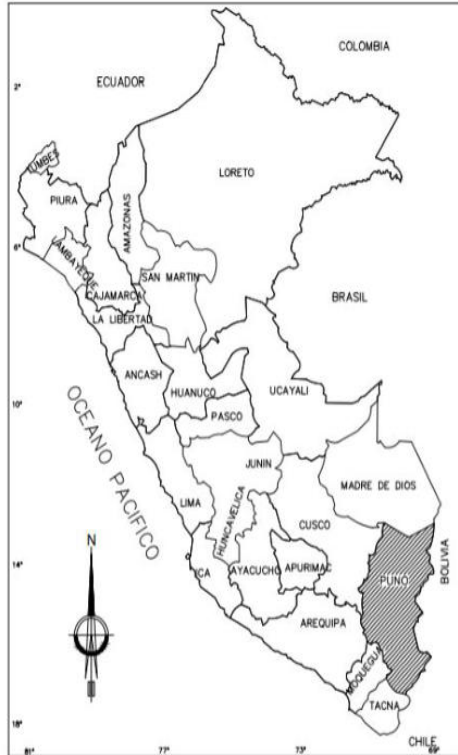 COLOMBIA
ECUADOR
2°
LORETO
TUMBES
PIURA
AMAZONAS
6°
LAMBAYEQUE
SAN MARTIN
CAJAMARCA
BRASIL
LA LIBERTAD
ANCASH
HUANUCO
UCAYALI
10°
PASCO
OCEANO PACIFICO
JUNIN
MADRE DE DIOS
LIMA
HUNCAVELICA
CUSCO
N
BOLIVIA
14°
ICA
AYACUCHO
APURIMAC
PUNO
AREQUIPA
MOQUEGUA
TACNA
18°
CHILE
81°
77°
73°
69°